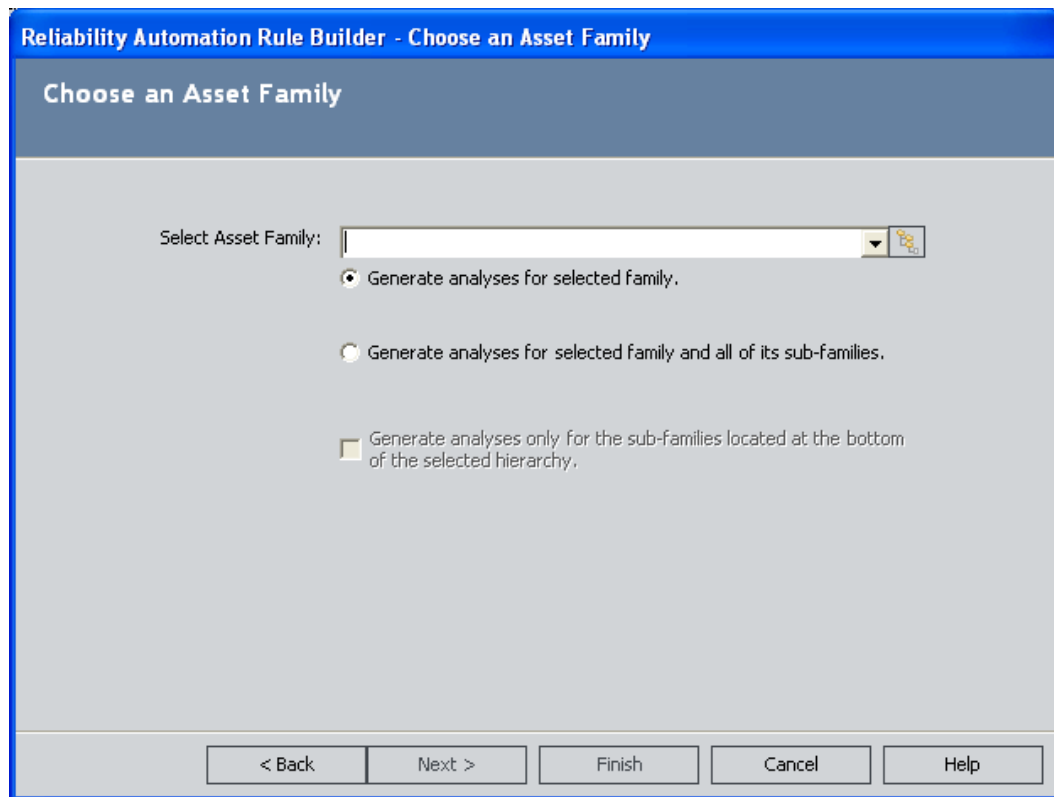 Reliability Automation Rule Builder - Choose an Asset Family
Choose an Asset Family
Select Asset Family:
Generate analyses for selected family.
Generate analyses for selected family and all of its sub-families.
Generate analyses only for the sub-families located at the bottom
of the selected hierarchy.
< Back
Next >
Finish
Cancel
Help